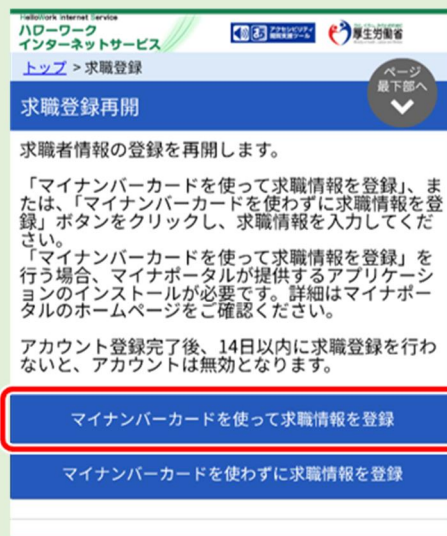 HelloWork Internet Service
ハローワーク
インターネットサービス
アクセシビリティ
閲覧支援ツール
厚生労働省
トップ > 求職登録
ページ
最下部へ
求職登録再開
求職者情報の登録を再開します。
「マイナンバーカードを使って求職情報を登録」、ま
たは、「マイナンバーカードを使わずに求職情報を登
録」ボタンをクリックし、求職情報を入力してくだ
さい。
「マイナンバーカードを使って求職情報を登録」を
行う場合、マイナポータルが提供するアプリケーシ
ョンのインストールが必要です。詳細はマイナポー
タルのホームページをご確認ください。
アカウント登録完了後、14日以内に求職登録を行わ
ないと、アカウントは無効となります。
マイナンバーカードを使って求職情報を登録
マイナンバーカードを使わずに求職情報を登録